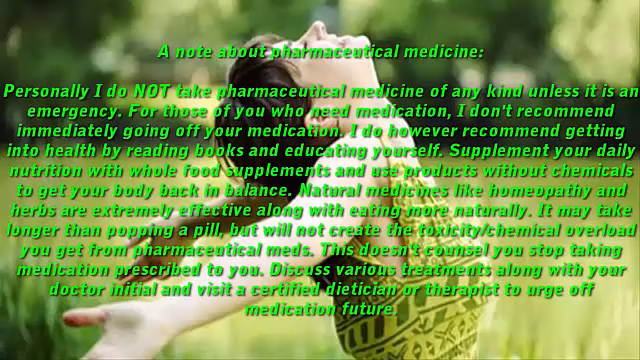 A note about pharmaceutical medicine:
Personally I do NOT take pharmaceutical medicine of any kind unless it is an
emergency. For those of you who need medication, I don't recommend
immediately going off your medication. I do however recommend getting
into health by reading books and educating yourself. Supplement your daily
nutrition with whole food supplements and use products without chemicals
to get your body back in balance. Natural medicines like homeopathy and
herbs are extremely effective along with eating more naturally. It may take
longer than popping a pill, but will not create the toxicity/chemical overload
you get from pharmaceutical meds. This doesn't counsel you stop taking
medication prescribed to you. Discuss various treatments along with your
doctor initial and visit a certified dietician or therapist to urge off
medication future.